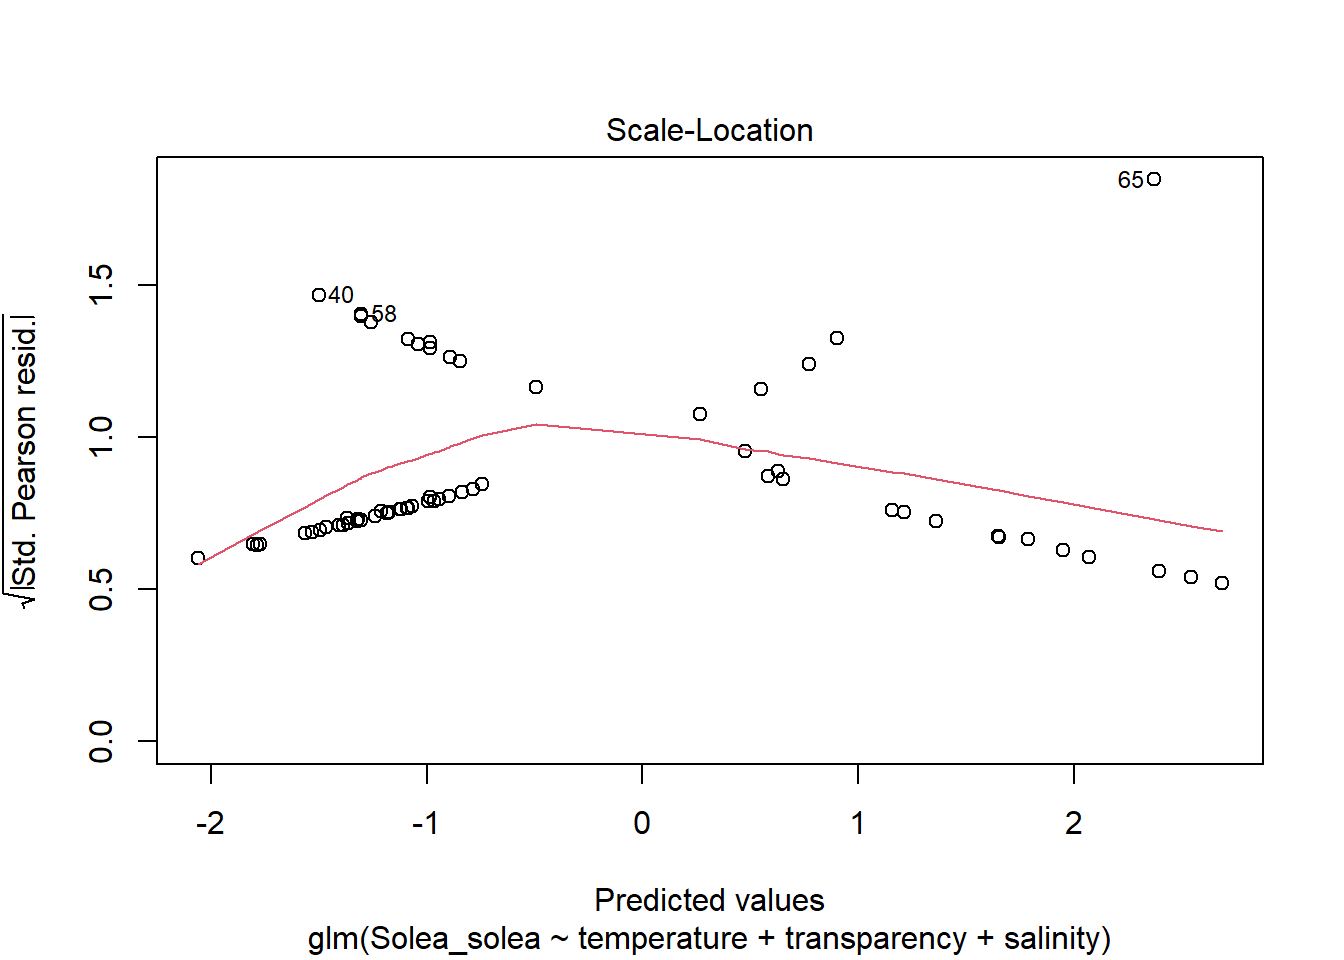 Scale-Location
65
40
58
1.5
1.0
0.5
0.0
√|Std. Pearson resid.|
-2 -1 0 1 2
Predicted values
glm(Solea_solea ~ temperature + transparency + salinity)